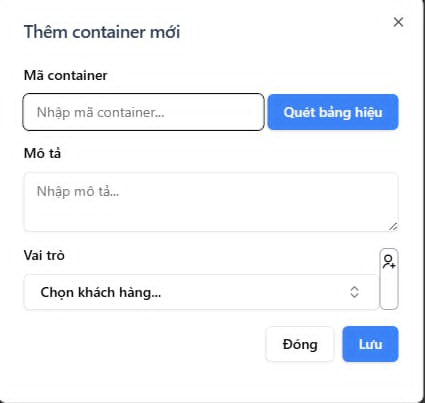 Thêm container mới
Mã container
Nhập mã container...
Quét bảng hiệu
Mô tả
Nhập mô tả...
Vai trò
Chọn khách hàng...
Đóng
Lưu